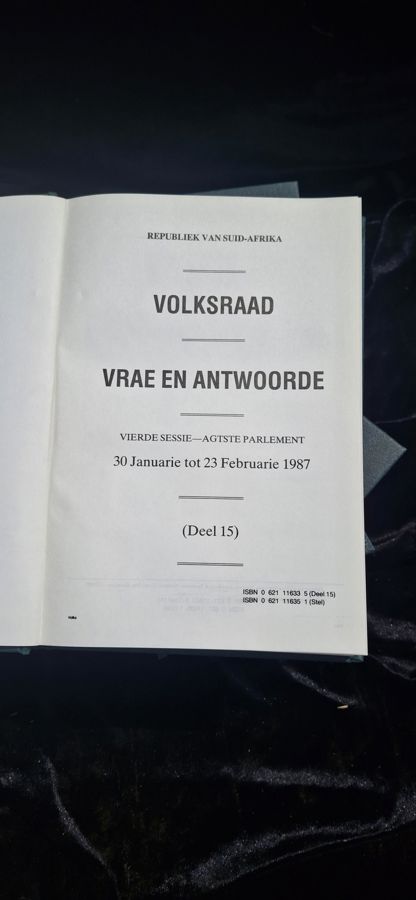 REPUBLIEK VAN SUID-AFRIKA
VOLKSRAAD
VRAE EN ANTWOORDE
VIERDE SESSIE—AGTSTE PARLEMENT
30 Januarie tot 23 Februarie 1987
(Deel 15)
ISBN 0 621 11633 5 (Deel 15)
ISBN 0 621 11635 1 (Stel)